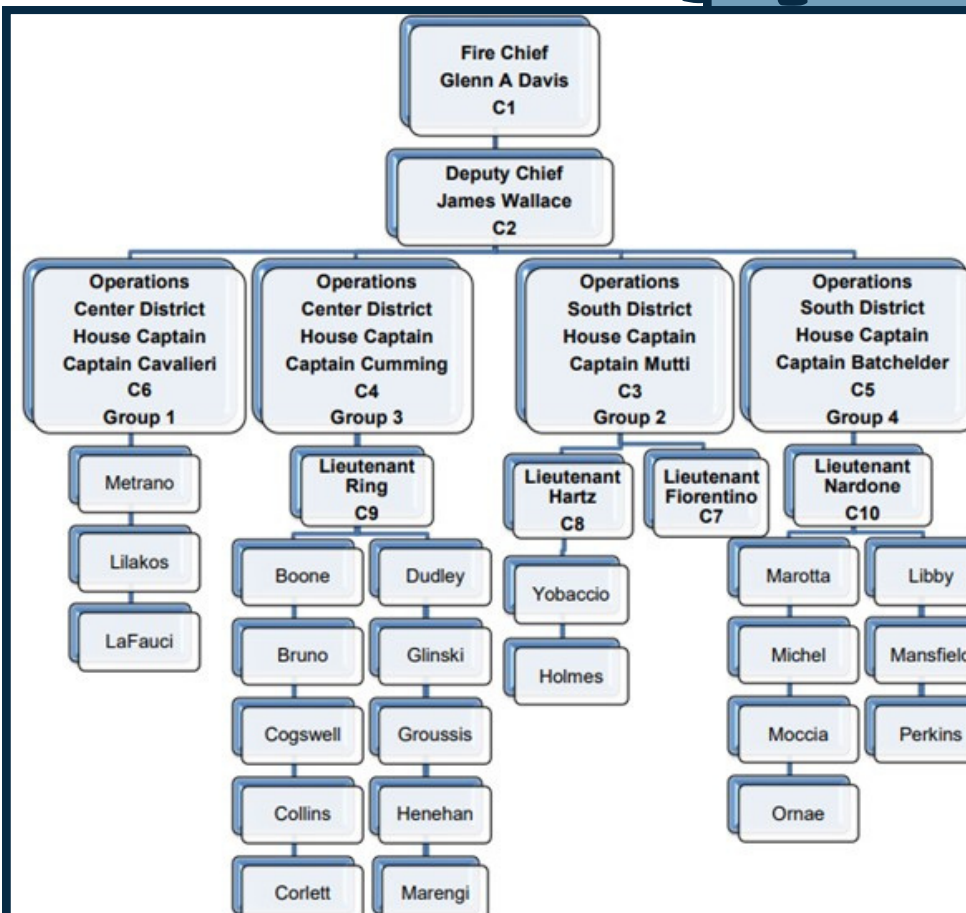 Fire Chief
Glenn A Davis
C1
Deputy Chief
James Wallace
C2
Operations
Center District
House Captain
Captain Cavalieri
C6
Group 1
Operations
Center District
House Captain
Captain Cumming
C4
Group 3
Operations
South District
House Captain
Captain Mutti
C3
Group 2
Operations
South District
House Captain
Captain Batchelder
C5
Group 4
Metrano
Lilakos
LaFauci
Lieutenant
Ring
C9
Boone
Bruno
Cogswell
Collins
Corlett
Dudley
Glinski
Groussis
Henehan
Marengi
Lieutenant
Hartz
C8
Yobaccio
Holmes
Lieutenant
Fiorentino
C7
Lieutenant
Nardone
C10
Marotta
Michel
Moccia
Ornae
Libby
Mansfield
Perkins